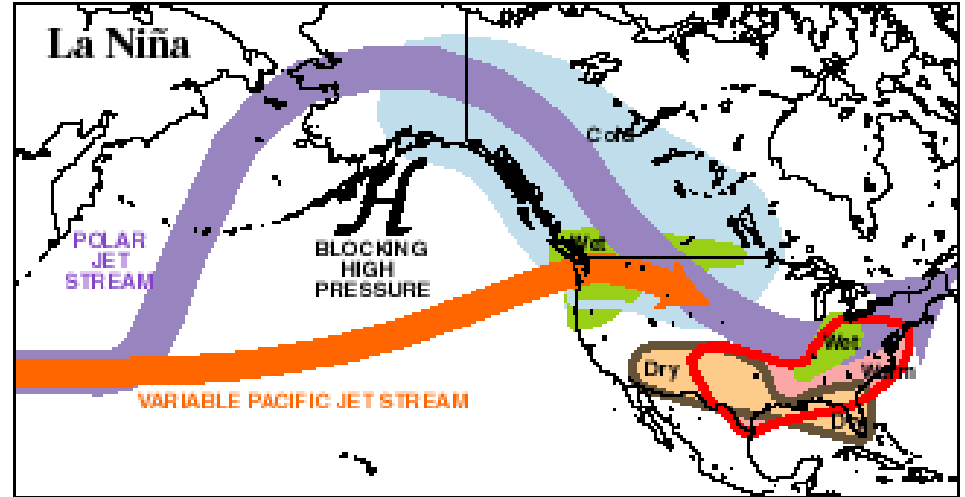 La Niña
Cold
POLAR
JET
STREAM
H
BLOCKING
HIGH
PRESSURE
Wet
VARIABLE PACIFIC JET STREAM
Dry
Wet
Warm
Dry